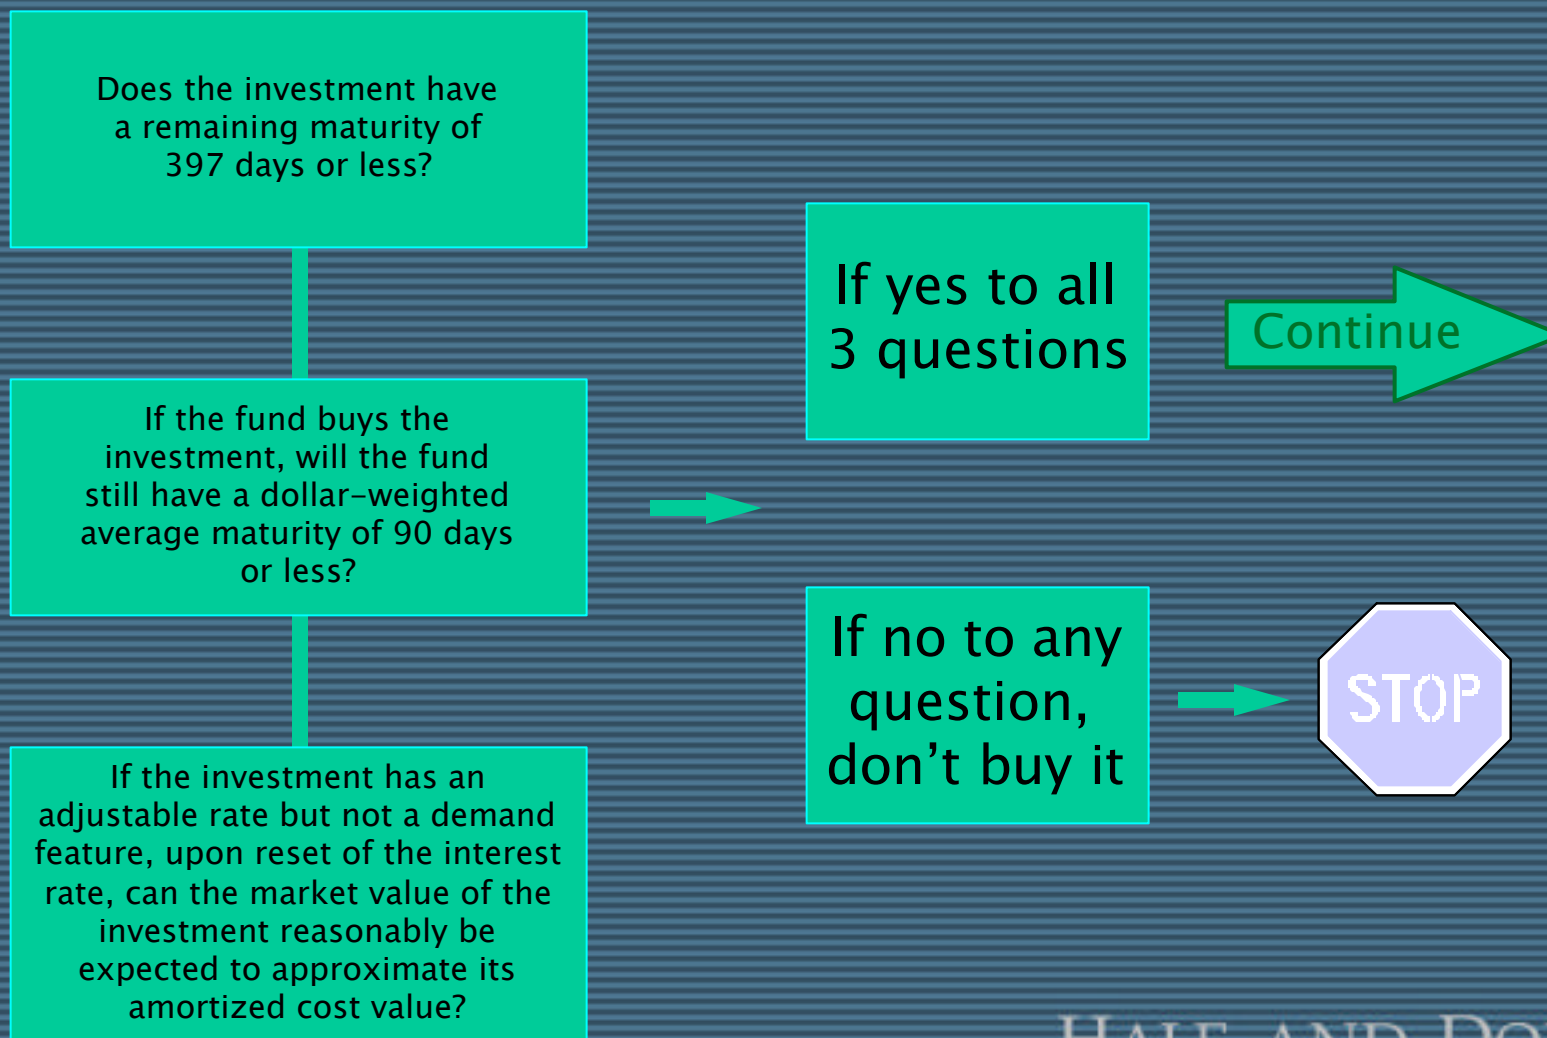 Does the investment have
a remaining maturity of
397 days or less?
If the fund buys the
investment, will the fund
still have a dollar-weighted
average maturity of 90 days
or less?
If the investment has an
adjustable rate but not a demand
feature, upon reset of the interest
rate, can the market value of the
investment reasonably be
expected to approximate its
amortized cost value?
If yes to all
3 questions
Continue
If no to any
question,
don’t buy it
STOP
HALE AND